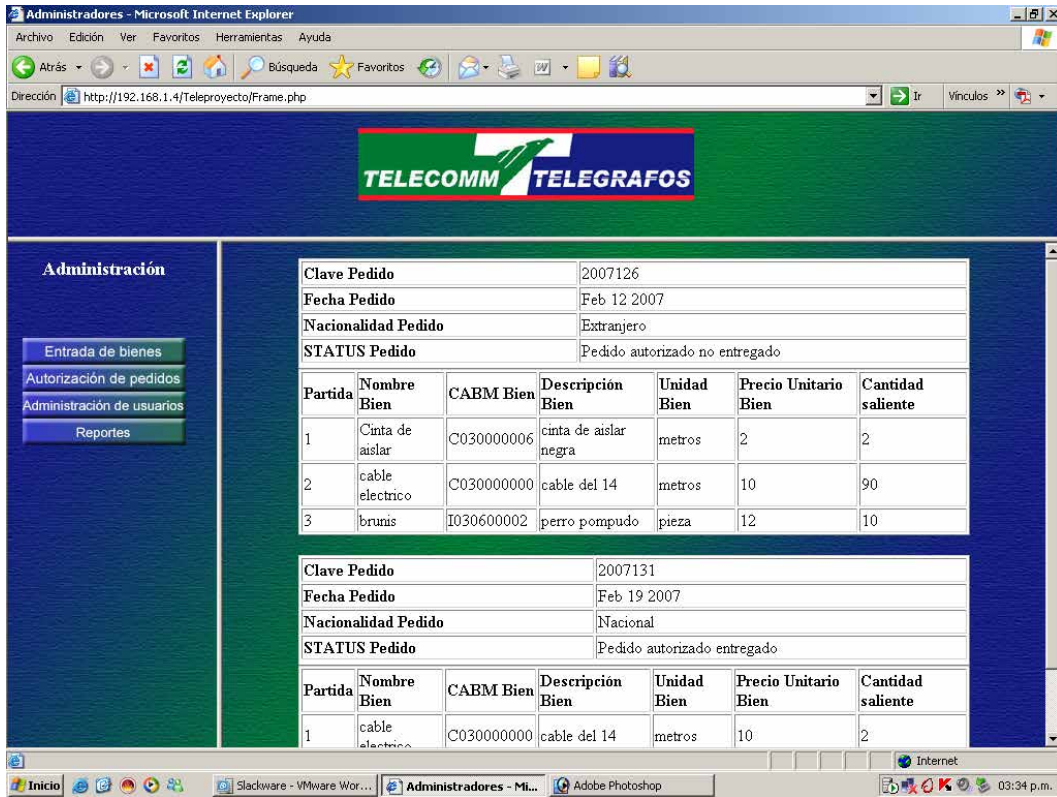 Administradores - Microsoft Internet Explorer
Archivo Edición Ver Favoritos Herramientas Ayuda
Atrás Búsqueda Favoritos
Dirección http://192.168.1.4/Teleproyecto/Frame.php Ir Vínculos »
TELECOMM TELEGRAFOS
Administración
Entrada de bienes
Autorización de pedidos
Administración de usuarios
Reportes
Clave Pedido 2007126
Fecha Pedido Feb 12 2007
Nacionalidad Pedido Extranjero
STATUS Pedido Pedido autorizado no entregado
Partida Nombre Bien CABM Bien Descripción Bien Unidad Bien Precio Unitario Bien Cantidad saliente
1 Cinta de aislar C030000006 cinta de aislar negra metros 2 2
2 cable electrico C030000000 cable del 14 metros 10 90
3 brunis I030600002 perro pompudo pieza 12 10
Clave Pedido 2007131
Fecha Pedido Feb 19 2007
Nacionalidad Pedido Nacional
STATUS Pedido Pedido autorizado entregado
Partida Nombre Bien CABM Bien Descripción Bien Unidad Bien Precio Unitario Bien Cantidad saliente
1 cable electrico C030000000 cable del 14 metros 10 2
Internet
Inicio Slackware - VMware Wor... Administradores - Mi... Adobe Photoshop 03:34 p.m.